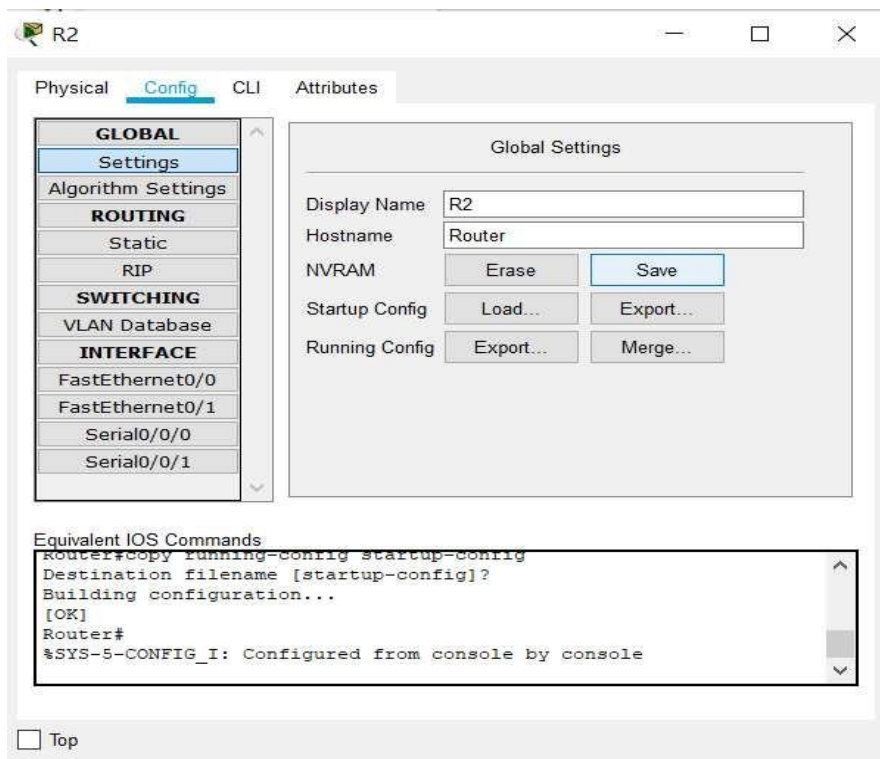 R2
Physical Config CLI Attributes
GLOBAL
Settings
Algorithm Settings
ROUTING
Static
RIP
SWITCHING
VLAN Database
INTERFACE
FastEthernet0/0
FastEthernet0/1
Serial0/0/0
Serial0/0/1
Global Settings
Display Name R2
Hostname Router
NVRAM Erase Save
Startup Config Load... Export...
Running Config Export... Merge...
Equivalent IOS Commands
Router#copy running-config startup-config
Destination filename [startup-config]?
Building configuration...
[OK]
Router#
%SYS-5-CONFIG_I: Configured from console by console
Top